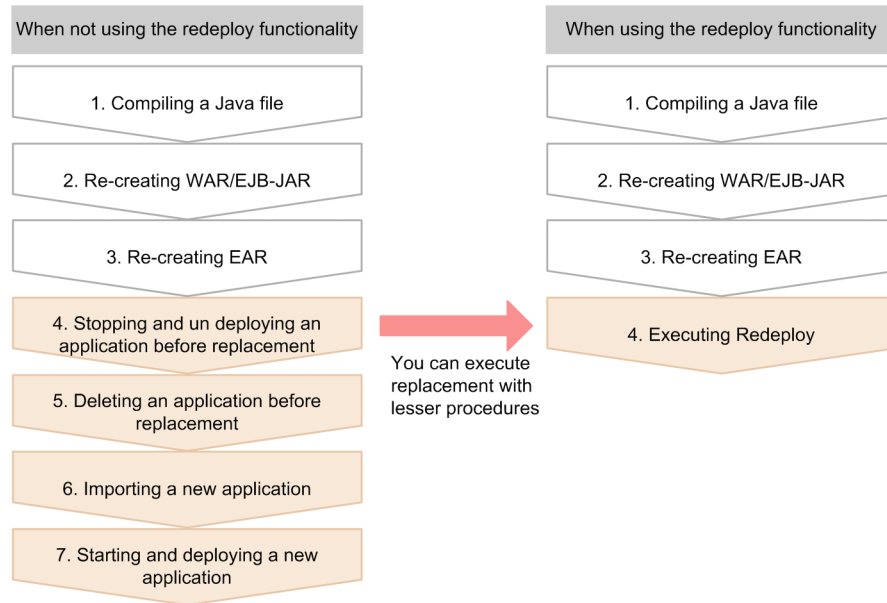 When not using the redeploy functionality
1. Compiling a Java file
2. Re-creating WAR/EJB-JAR
3. Re-creating EAR
4. Stopping and un deploying an
application before replacement
5. Deleting an application before
replacement
6. Importing a new application
7. Starting and deploying a new
application
You can execute
replacement with
lesser procedures
When using the redeploy functionality
1. Compiling a Java file
2. Re-creating WAR/EJB-JAR
3. Re-creating EAR
4. Executing Redeploy